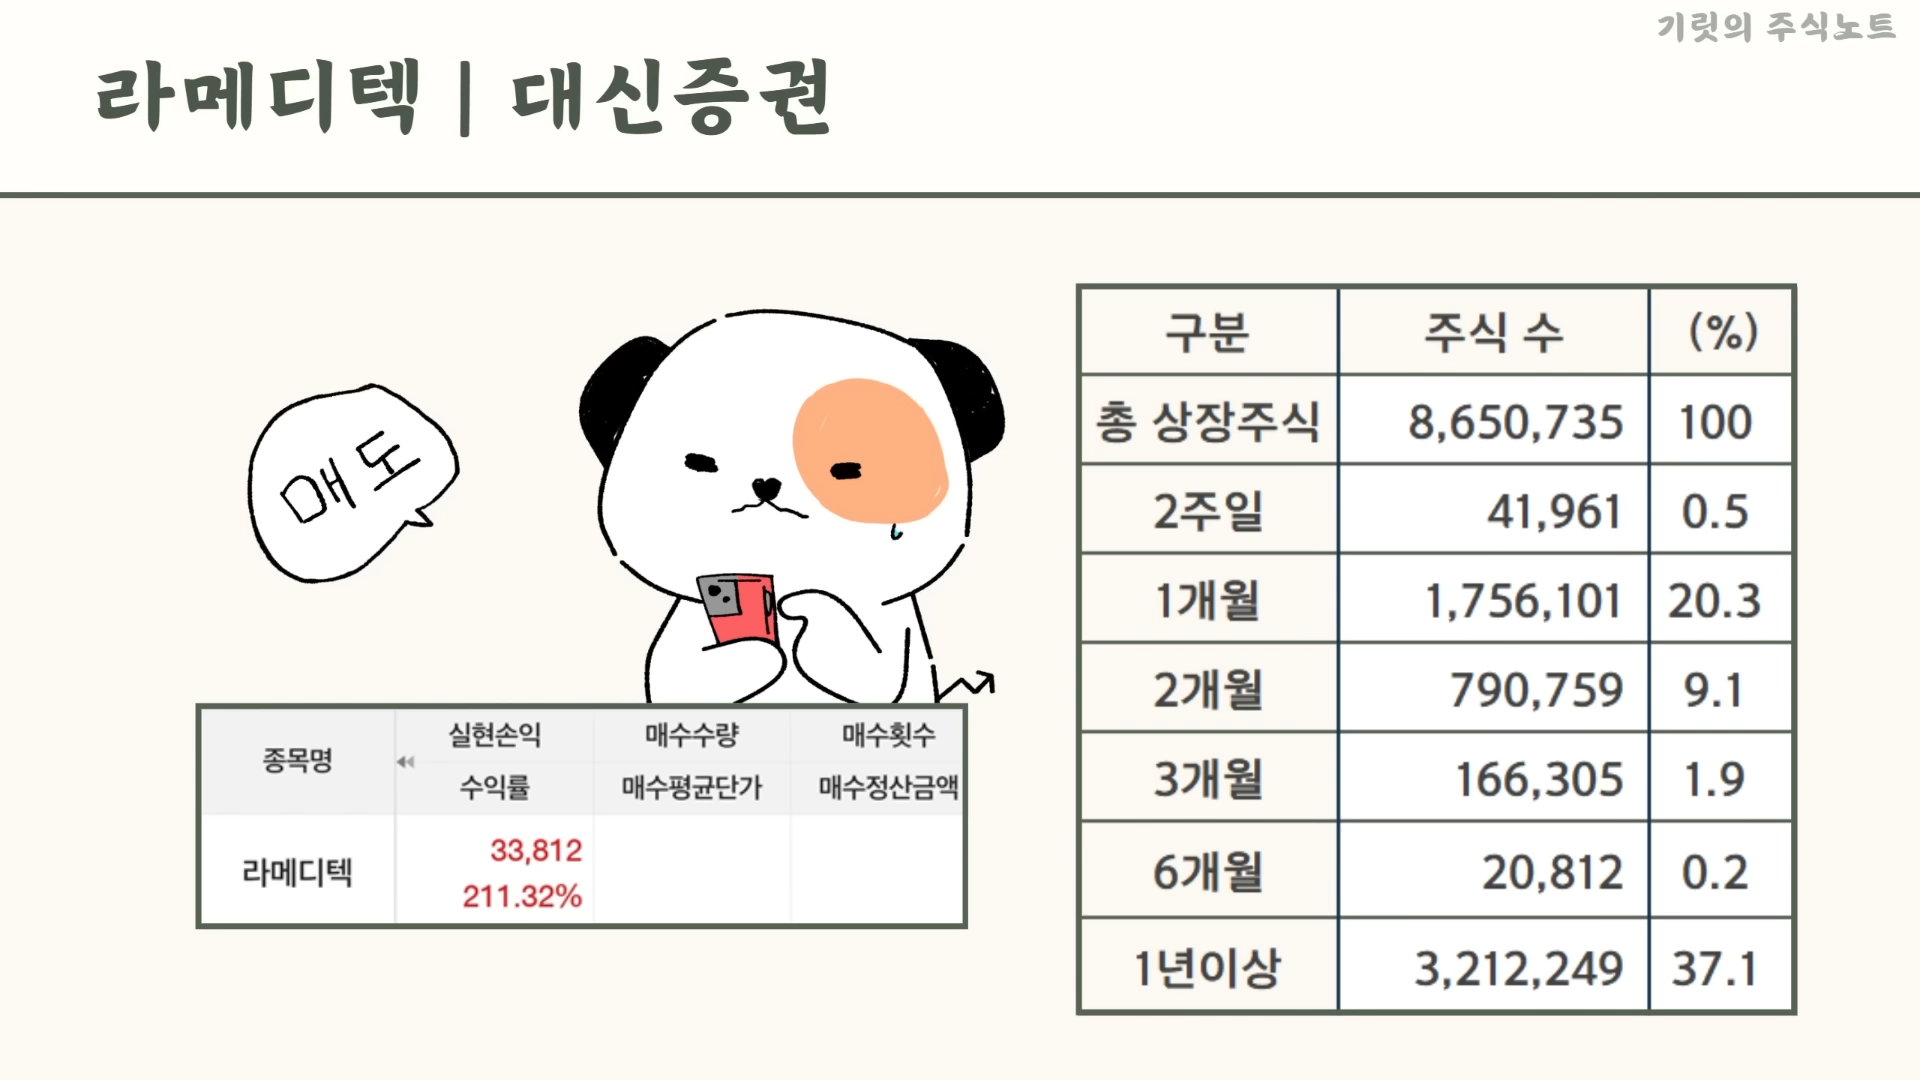 기릿의 주식노트
라메디텍 | 대신증권
매도
종목명 실현손익 매수수량 매수횟수
수익률 매수평균단가 매수정산금액
라메디텍 33,812
211.32%
구분 주식 수 (%)
총 상장주식 8,650,735 100
2주일 41,961 0.5
1개월 1,756,101 20.3
2개월 790,759 9.1
3개월 166,305 1.9
6개월 20,812 0.2
1년이상 3,212,249 37.1